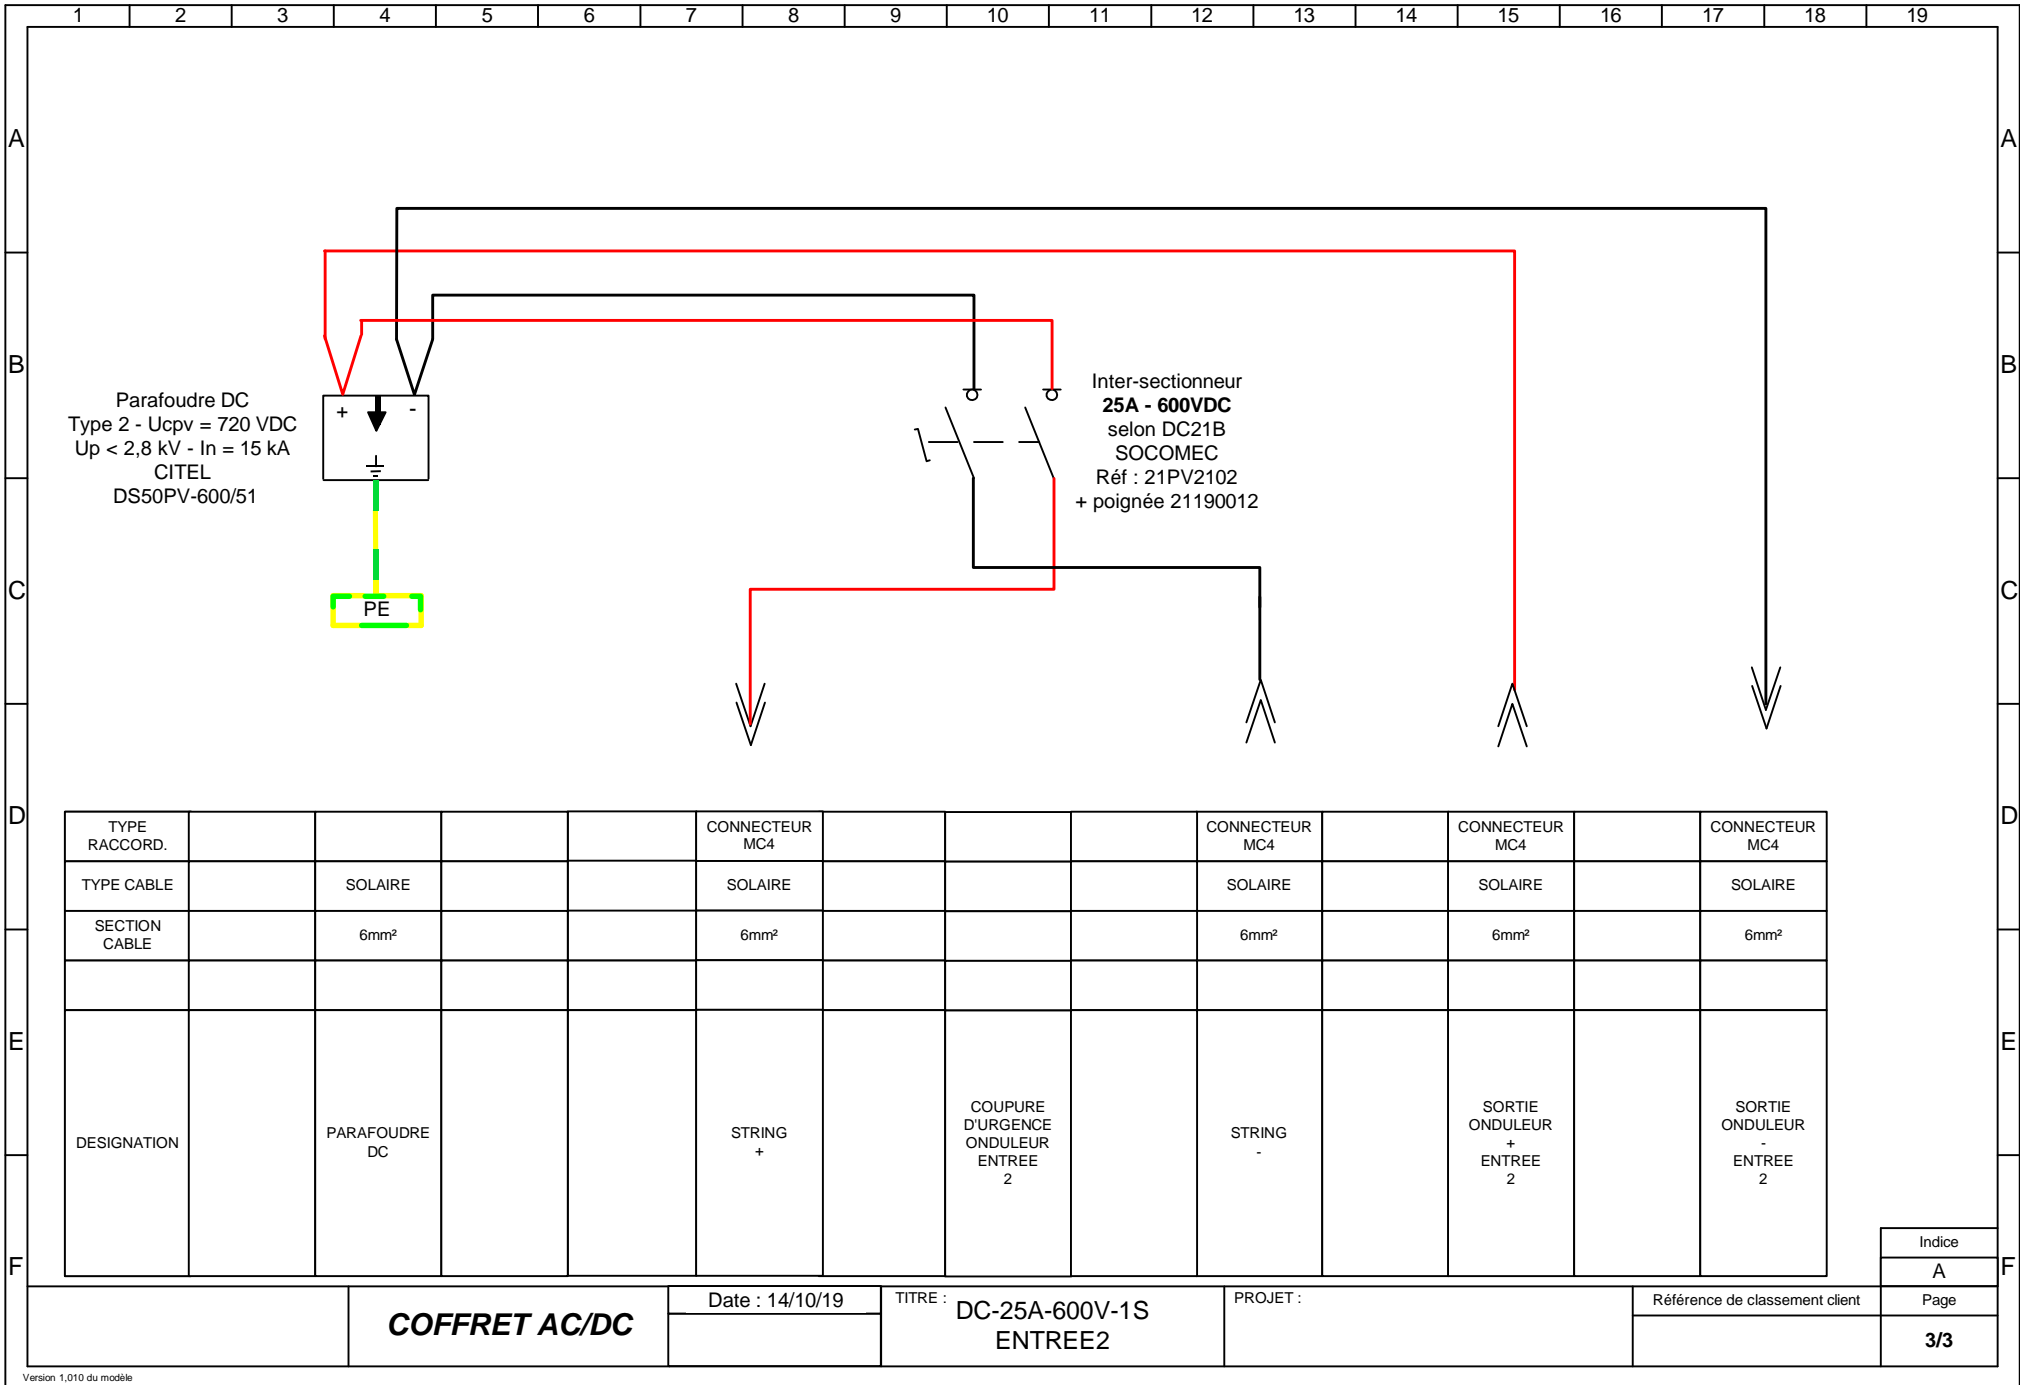 1 2 3 4 5 6 7 8 9 10 11 12 13 14 15 16 17 18 19
A A
B B
C C
D D
E E
F F
Parafoudre DC
Type 2 - Ucpv = 720 VDC
Up < 2,8 kV - In = 15 kA
CITEL
DS50PV-600/51
+ -
PE
Inter-sectionneur
25A - 600VDC
selon DC21B
SOCOMEC
Réf : 21PV2102
+ poignée 21190012
TYPE
RACCORD.
CONNECTEUR
MC4
CONNECTEUR
MC4
CONNECTEUR
MC4
CONNECTEUR
MC4
TYPE CABLE SOLAIRE SOLAIRE SOLAIRE SOLAIRE SOLAIRE
SECTION
CABLE
6mm² 6mm² 6mm² 6mm² 6mm²
DESIGNATION
PARAFOUDRE
DC
STRING
+
COUPURE
D'URGENCE
ONDULEUR
ENTREE
2
STRING
-
SORTIE
ONDULEUR
+
ENTREE
2
SORTIE
ONDULEUR
-
ENTREE
2
Indice
A
COFFRET AC/DC
Date : 14/10/19
TITRE :
DC-25A-600V-1S
ENTREE2
PROJET :
Référence de classement client
Page
3/3
Version 1,010 du modèle